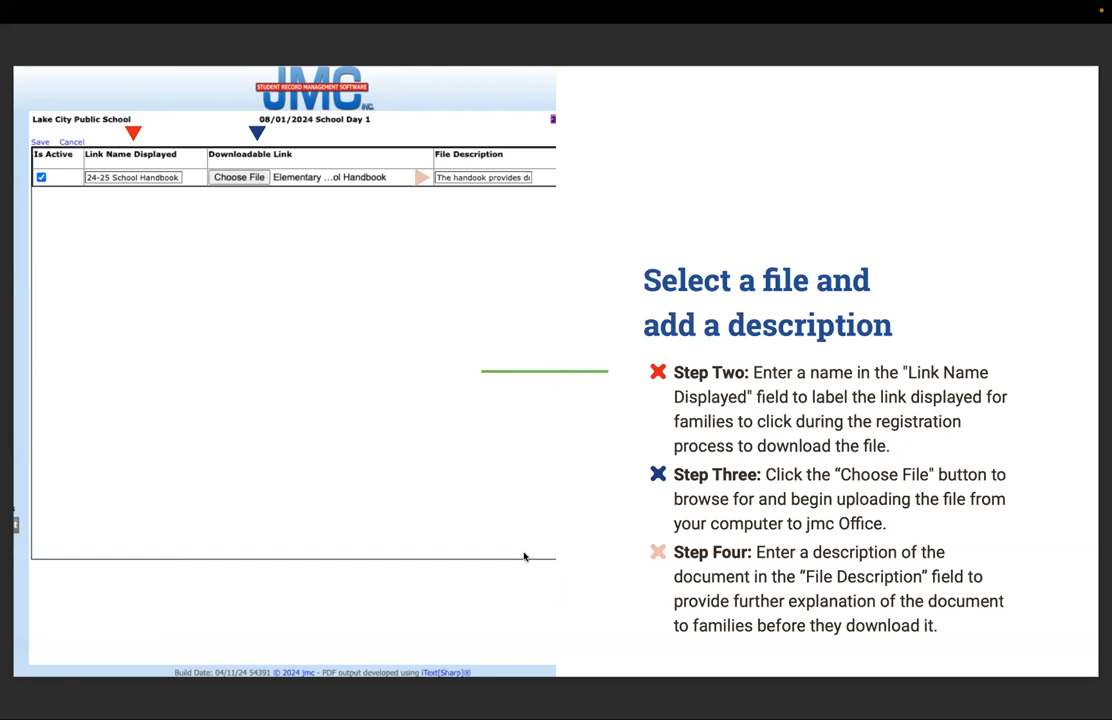 JMC
STUDENT RECORD MANAGEMENT SOFTWARE
INC.
Lake City Public School
08/01/2024 School Day 1
2
Save Cancel
Is Active Link Name Displayed Downloadable Link File Description
24-25 School Handbook Choose File Elementary ...ol Handbook The handook provides de
Select a file and
add a description
Step Two: Enter a name in the "Link Name
Displayed" field to label the link displayed for
families to click during the registration
process to download the file.
Step Three: Click the “Choose File" button to
browse for and begin uploading the file from
your computer to jmc Office.
Step Four: Enter a description of the
document in the “File Description” field to
provide further explanation of the document
to families before they download it.
t
Build Date: 04/11/24 54391 © 2024 jmc - PDF output developed using iText[Sharp]®